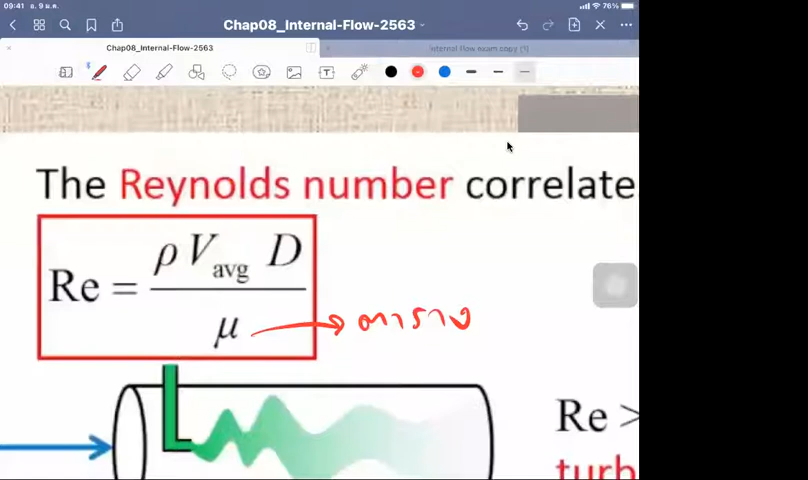 09:41 อ. 9 ม.ค.
76%
Chap08_Internal-Flow-2563
Chap08_Internal-Flow-2563
Internal Flow exam copy (1)
The Reynolds number correlate
Re = ρ V avg D / μ
ตาราง
Re >
turb